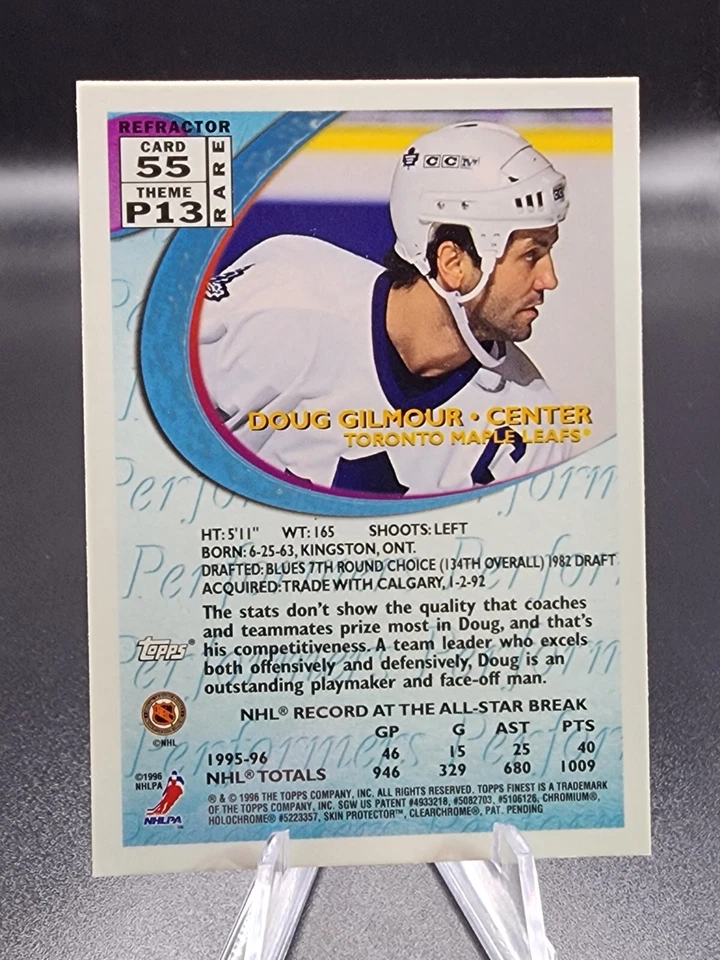 REFRACTOR
CARD
55
THEME
P13
RARE
CCM
93
DOUG GILMOUR • CENTER
TORONTO MAPLE LEAFS®
C
Performers Performers
HT: 5'11" WT: 165 SHOOTS: LEFT
BORN: 6-25-63, KINGSTON, ONT.
DRAFTED: BLUES 7TH ROUND CHOICE (134TH OVERALL) 1982 DRAFT
ACQUIRED: TRADE WITH CALGARY, 1-2-92
The stats don't show the quality that coaches
and teammates prize most in Doug, and that's
his competitiveness. A team leader who excels
both offensively and defensively, Doug is an
outstanding playmaker and face-off man.
Topps®
NHL® RECORD AT THE ALL-STAR BREAK
GP G AST PTS
1995-96 46 15 25 40
NHL® TOTALS 946 329 680 1009
©NHL
©1996
NHLPA
NHLPA
® & © 1996 THE TOPPS COMPANY, INC. ALL RIGHTS RESERVED. TOPPS FINEST IS A TRADEMARK
OF THE TOPPS COMPANY, INC. SGW US PATENT #4933218, #5082703, #5106126, CHROMIUM®,
HOLOCHROME® #5223357, SKIN PROTECTOR™, CLEARCHROME®, PAT. PENDING